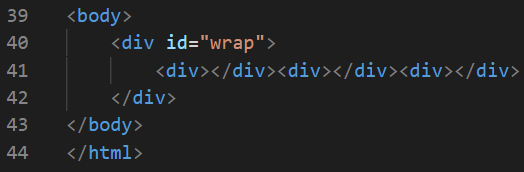 39 <body>
40 <div id="wrap">
41 <div></div><div></div><div></div>
42 </div>
43 </body>
44 </html>